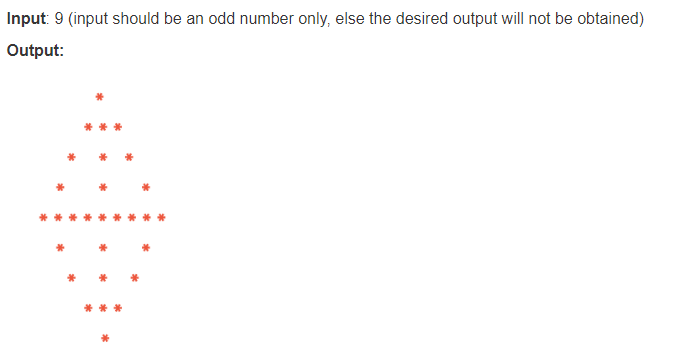 Input: 9 (input should be an odd number only, else the desired output will not be obtained)
Output:
*
* * *
* * *
* * *
* * * * * * * * *
* * *
* * *
* * *
*